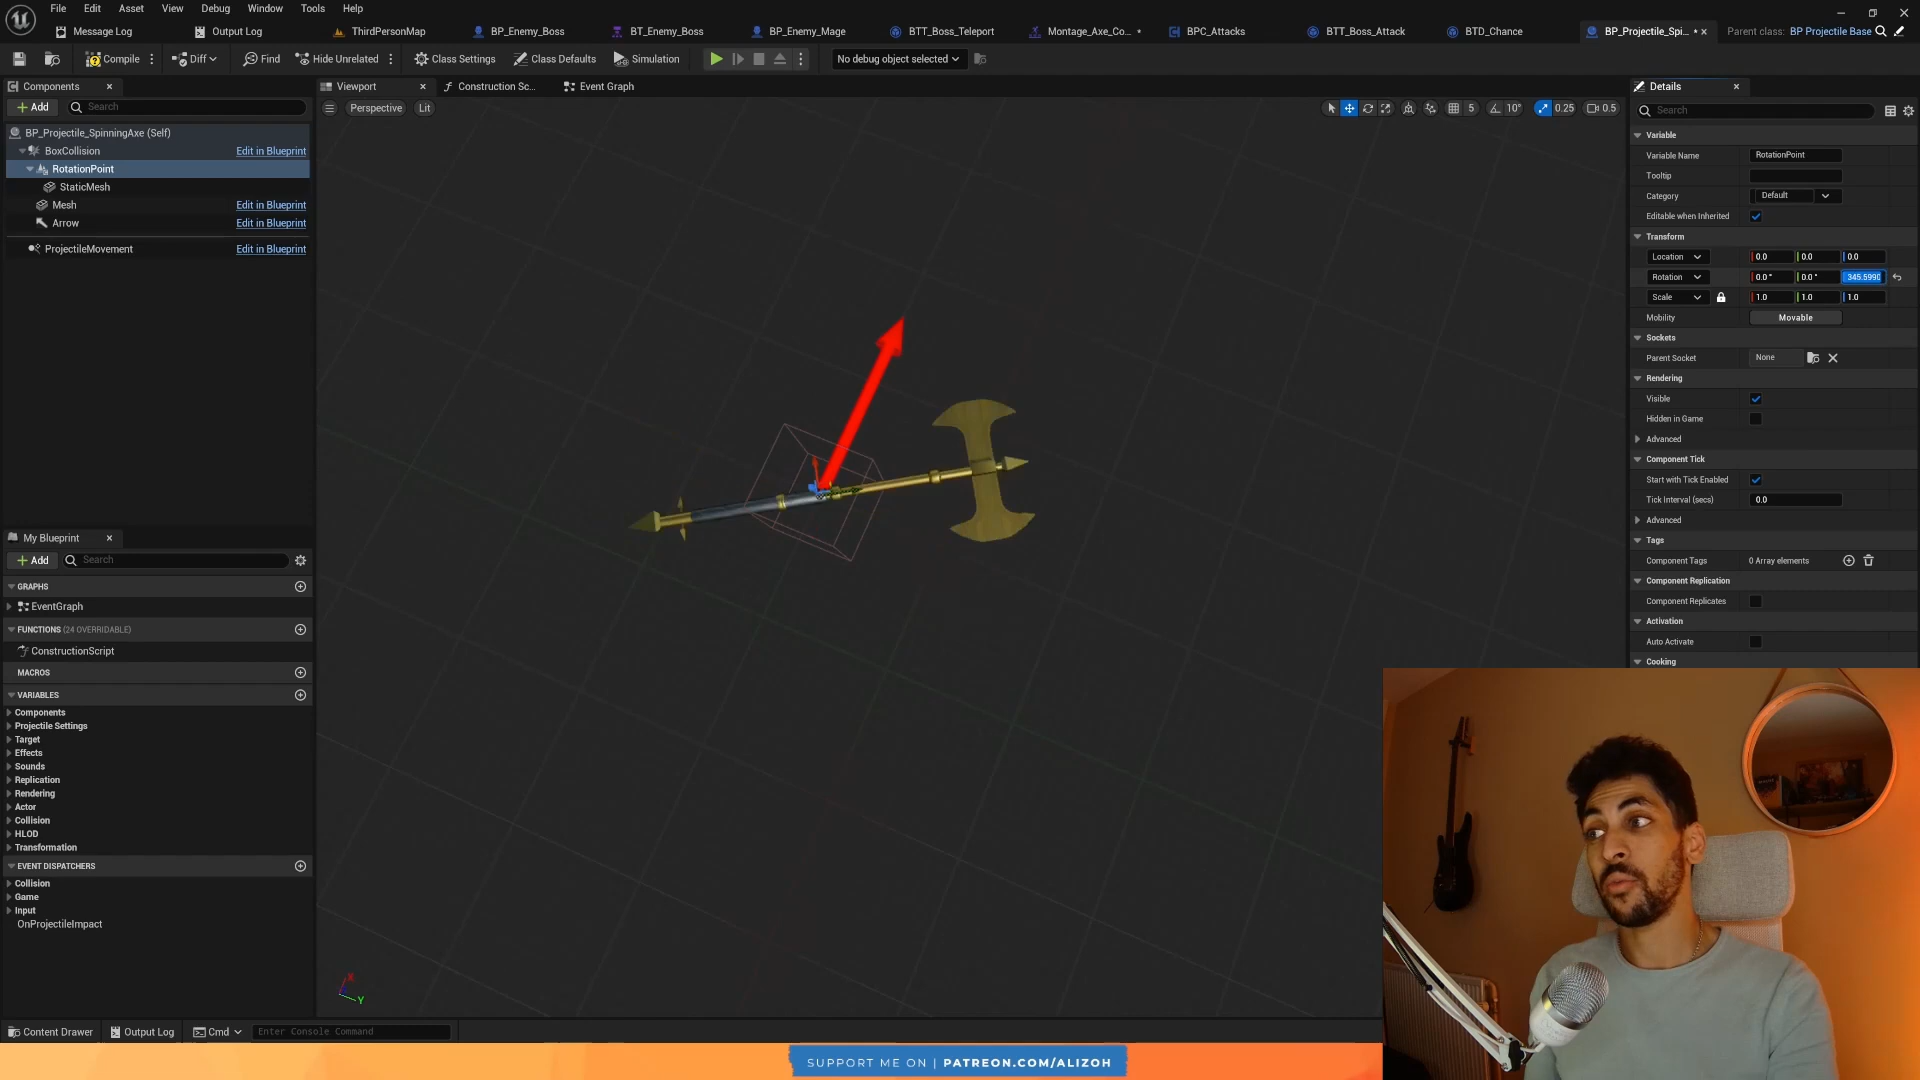 File Edit Asset View Debug Window Tools Help
Message Log Output Log ThirdPersonMap BP_Enemy_Boss BT_Enemy_Boss BP_Enemy_Mage BTT_Boss_Teleport Montage_Axe_Co... • BPC_Attacks BTT_Boss_Attack BTD_Chance BP_Projectile_Spi... • Parent class: BP Projectile Base
Compile Diff Find Hide Unrelated Class Settings Class Defaults Simulation No debug object selected
Components
Add Search
BP_Projectile_SpinningAxe (Self)
BoxCollision Edit in Blueprint
RotationPoint
StaticMesh
Mesh Edit in Blueprint
Arrow Edit in Blueprint
ProjectileMovement Edit in Blueprint
My Blueprint
Add Search
GRAPHS
EventGraph
FUNCTIONS (24 OVERRIDABLE)
ConstructionScript
MACROS
VARIABLES
Components
Projectile Settings
Target
Effects
Sounds
Replication
Rendering
Actor
Collision
HLOD
Transformation
EVENT DISPATCHERS
Collision
Game
Input
OnProjectileImpact
Viewport Construction Sc... Event Graph
Perspective Lit 5 10° 0.25 0.5
X
Y
Details
Search
Variable
Variable Name RotationPoint
Tooltip
Category Default
Editable when Inherited
Transform
Location 0.0 0.0 0.0
Rotation 0.0 ° 0.0 ° 345.5990
Scale 1.0 1.0 1.0
Mobility Movable
Sockets
Parent Socket None
Rendering
Visible
Hidden in Game
Advanced
Component Tick
Start with Tick Enabled
Tick Interval (secs) 0.0
Advanced
Tags
Component Tags 0 Array elements
Component Replication
Component Replicates
Activation
Auto Activate
Cooking
Content Drawer Output Log Cmd Enter Console Command
SUPPORT ME ON | PATREON.COM/ALIZOH